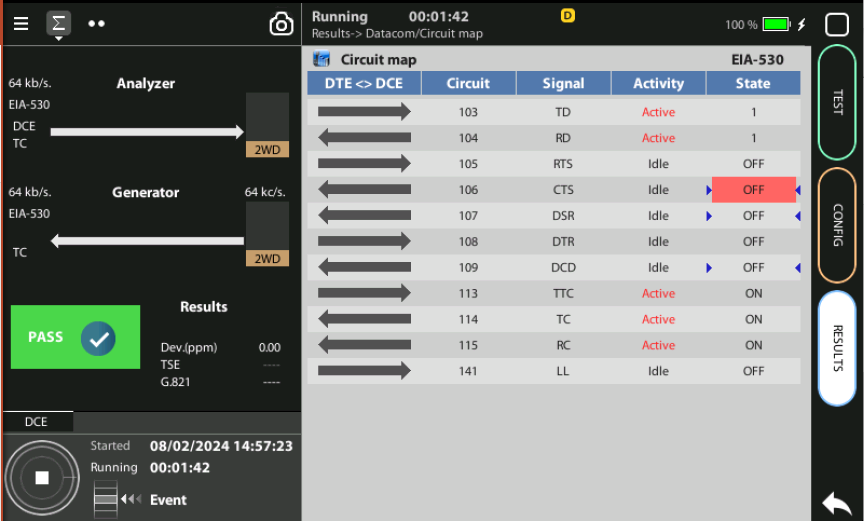 Σ
Running 00:01:42 D
Results-> Datacom/Circuit map
100 %
64 kb/s. Analyzer
EIA-530
DCE
TC
2WD
64 kb/s. Generator 64 kc/s.
EIA-530
TC
2WD
Results
PASS
Dev.(ppm) 0.00
TSE ----
G.821 ----
DCE
Started 08/02/2024 14:57:23
Running 00:01:42
Event
Circuit map EIA-530
DTE <> DCE Circuit Signal Activity State
103 TD Active 1
104 RD Active 1
105 RTS Idle OFF
106 CTS Idle OFF
107 DSR Idle OFF
108 DTR Idle OFF
109 DCD Idle OFF
113 TTC Active ON
114 TC Active ON
115 RC Active ON
141 LL Idle OFF
TEST
CONFIG
RESULTS